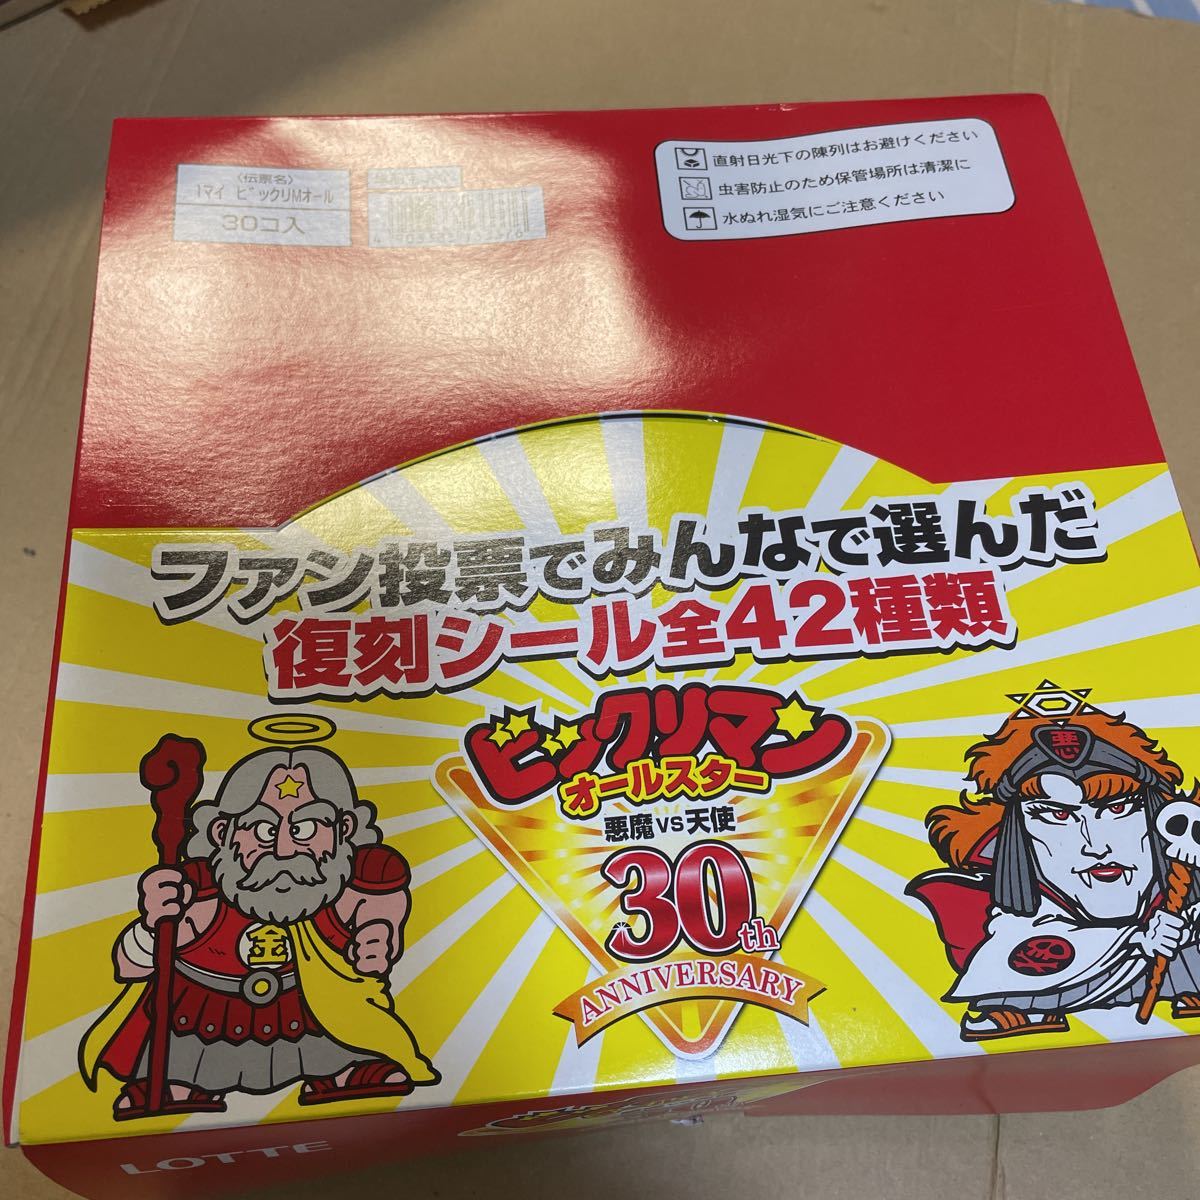 〈伝票名〉
1マイ ビックリMオール
30コ入
直射日光下の陳列はお避けください
虫害防止のため保管場所は清潔に
水ぬれ湿気にご注意ください
ファン投票でみんなで選んだ
復刻シール全42種類
ビックリマン
オールスター
悪魔VS天使
30th
ANNIVERSARY
金
悪
LOTTE